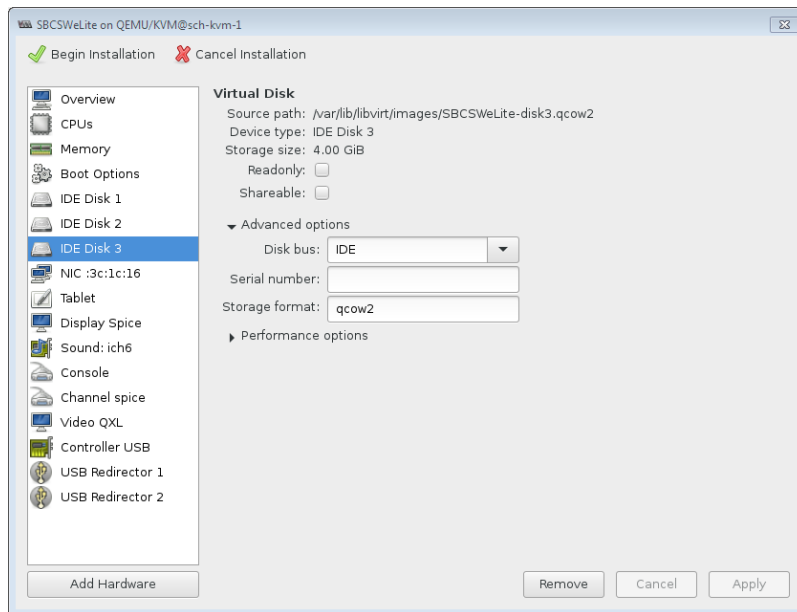 SBCSWeLite on QEMU/KVM@sch-kvm-1
Begin Installation Cancel Installation
Overview
CPUs
Memory
Boot Options
IDE Disk 1
IDE Disk 2
IDE Disk 3
NIC :3c:1c:16
Tablet
Display Spice
Sound: ich6
Console
Channel spice
Video QXL
Controller USB
USB Redirector 1
USB Redirector 2
Add Hardware
Virtual Disk
Source path: /var/lib/libvirt/images/SBCSWeLite-disk3.qcow2
Device type: IDE Disk 3
Storage size: 4.00 GiB
Readonly:
Shareable:
Advanced options
Disk bus: IDE
Serial number:
Storage format: qcow2
Performance options
Remove Cancel Apply